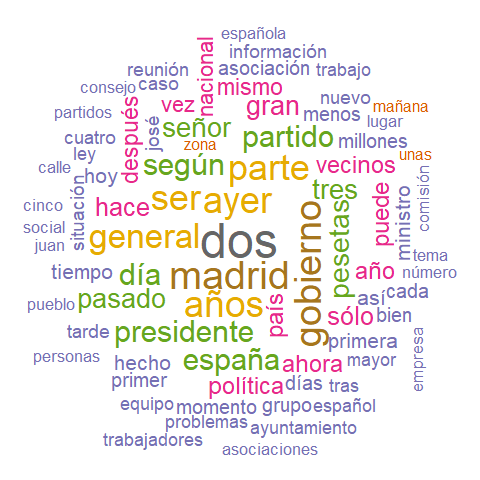 española
información
reunión
asociación
trabajo
nacional
consejo
caso
mismo
nuevo
mañana
partidos
después
vez
gran
menos
lugar
josé
señor
partido
millones
cuatro
zona
ley
según
parte
vecinos
unas
calle
hoy
tres
puede
comisión
cinco
situación
hace
ser
ayer
pesetas
ministro
social
general
dos
gobierno
juan
tema
tiempo
día
madrid
año
número
pueblo
pasado
años
país
así
cada
sólo
bien
tarde
presidente
primera
personas
hecho
españa
ahora
mayor
empresa
primer
política
días
tras
equipo
momento
grupo
español
problemas
ayuntamiento
trabajadores
asociaciones